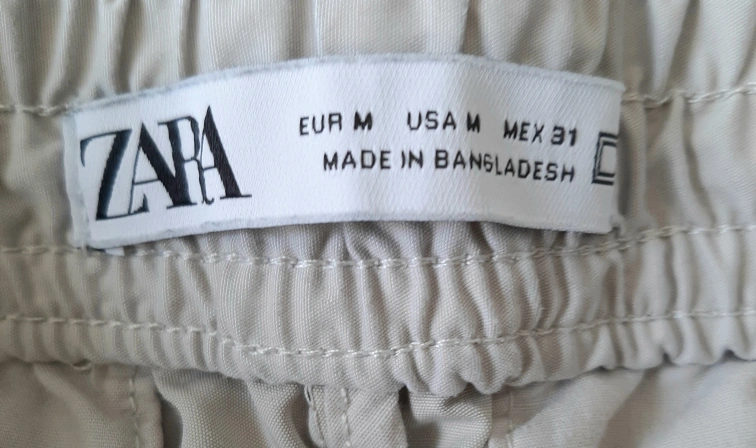 ZARA
EUR M USA M MEX 31
MADE IN BANGLADESH